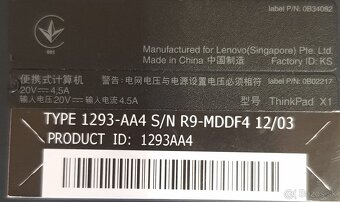 label P/N: 0B34082
001
Manufactured for Lenovo(Singapore) Pte. Ltd.
Made in China 中国制造 Factory ID: KS
label P/N: 0B02217
便携式计算机 警告:电网电压与电源设置电压必须相符
20V⎓4.5A 输入电压 20V⎓输入电流 4.5A 型号: ThinkPad X1
TYPE 1293-AA4 S/N R9-MDDF4 12/03
PRODUCT ID: 1293AA4